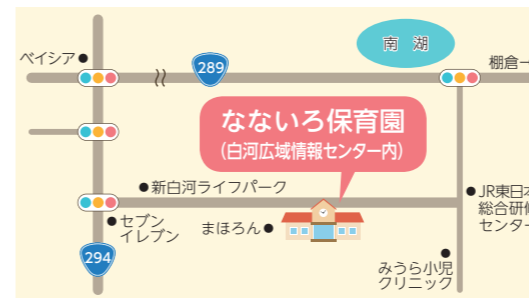 南 湖
ベイシア
289
棚倉→
なないろ保育園
(白河広域情報センター内)
新白河ライフパーク
JR東日本
総合研修
センター
セブン
イレブン
まほろん
294
みうら小児
クリニック